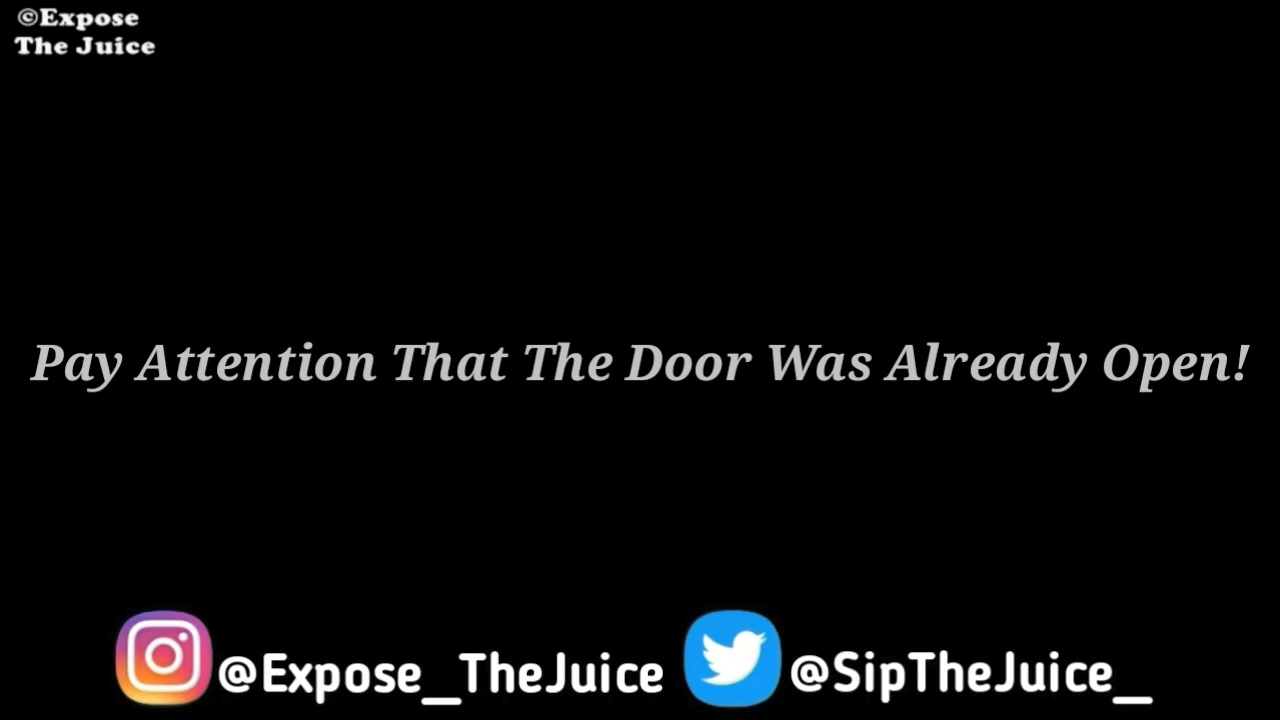 ©Expose
The Juice
Pay Attention That The Door Was Already Open!
@Expose_TheJuice @SipTheJuice_